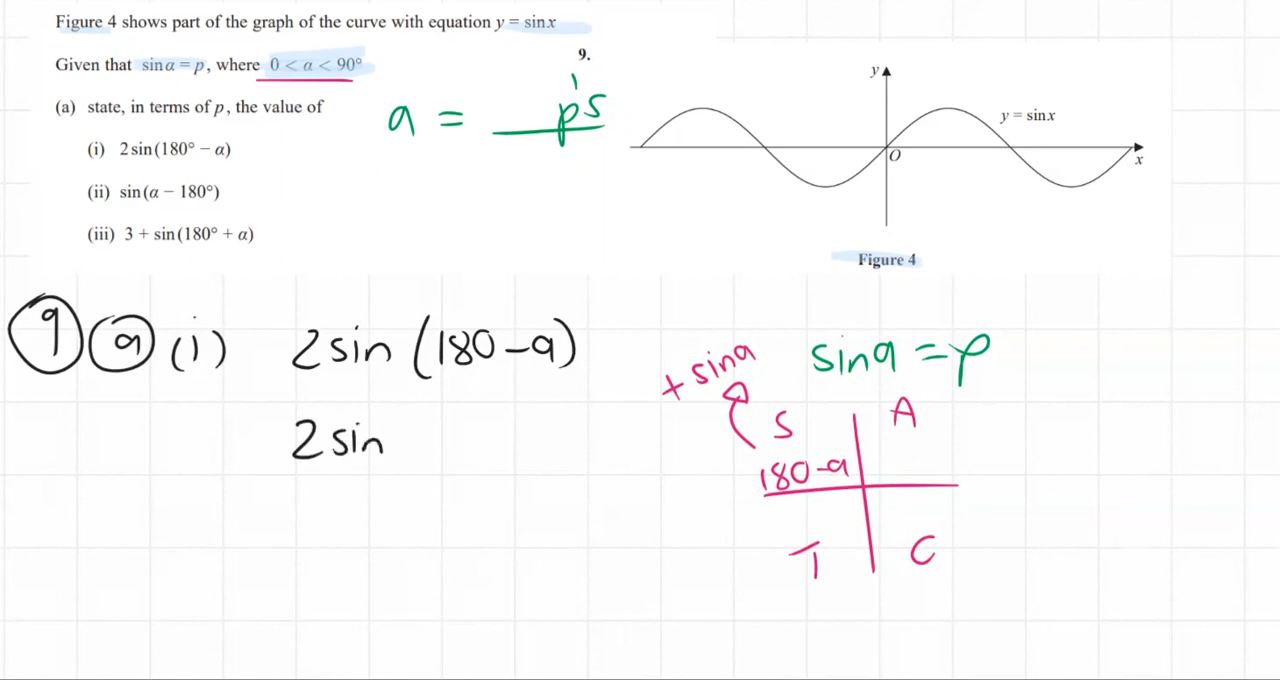 Figure 4 shows part of the graph of the curve with equation y = sin x
Given that sin α = p, where 0 < α < 90°
(a) state, in terms of p, the value of
(i) 2 sin(180° − α)
(ii) sin(α − 180°)
(iii) 3 + sin(180° + α)
a = p's
9.
y
y = sin x
O
x
Figure 4
9 a (i) 2 sin (180 − a)
2 sin
+ sin a
sin a = p
S A
180 − a
T C